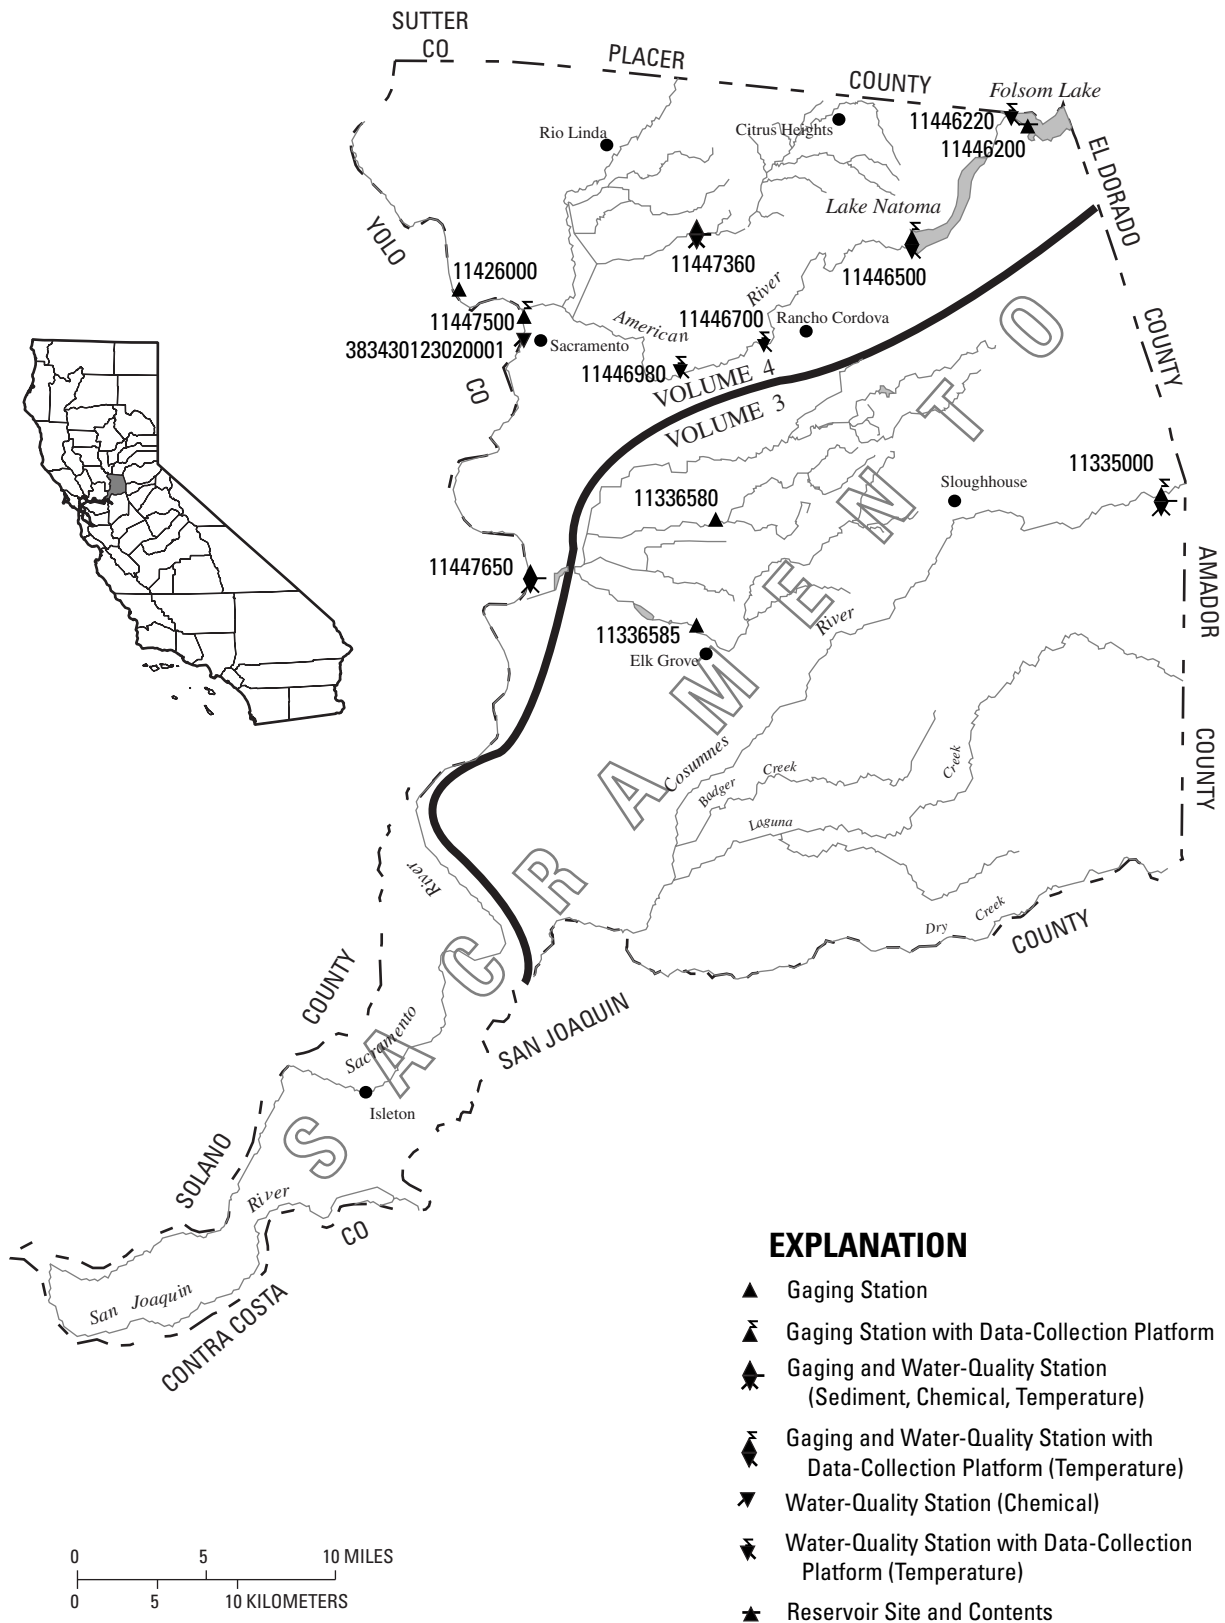 SUTTER
CO
PLACER
COUNTY
Folsom Lake
Rio Linda
Citrus Heights
11446220
11446200
EL DORADO
COUNTY
Lake Natoma
YOLO
CO
11426000
11447360
11446500
River
American
11447500
11446700
Rancho Cordova
383430123020001
Sacramento
11446980
VOLUME 4
VOLUME 3
11336580
Sloughhouse
11335000
11447650
AMADOR
COUNTY
11336585
Elk Grove
River
Cosumnes
Badger
Creek
Laguna
Creek
River
Dry
Creek
COUNTY
SAN JOAQUIN
COUNTY
SOLANO
Sacramento
Isleton
SACRAMENTO
River
San Joaquin
CO
CONTRA COSTA
EXPLANATION
Gaging Station
Gaging Station with Data-Collection Platform
Gaging and Water-Quality Station
(Sediment, Chemical, Temperature)
Gaging and Water-Quality Station with
Data-Collection Platform (Temperature)
Water-Quality Station (Chemical)
Water-Quality Station with Data-Collection
Platform (Temperature)
Reservoir Site and Contents
0 5 10 MILES
0 5 10 KILOMETERS